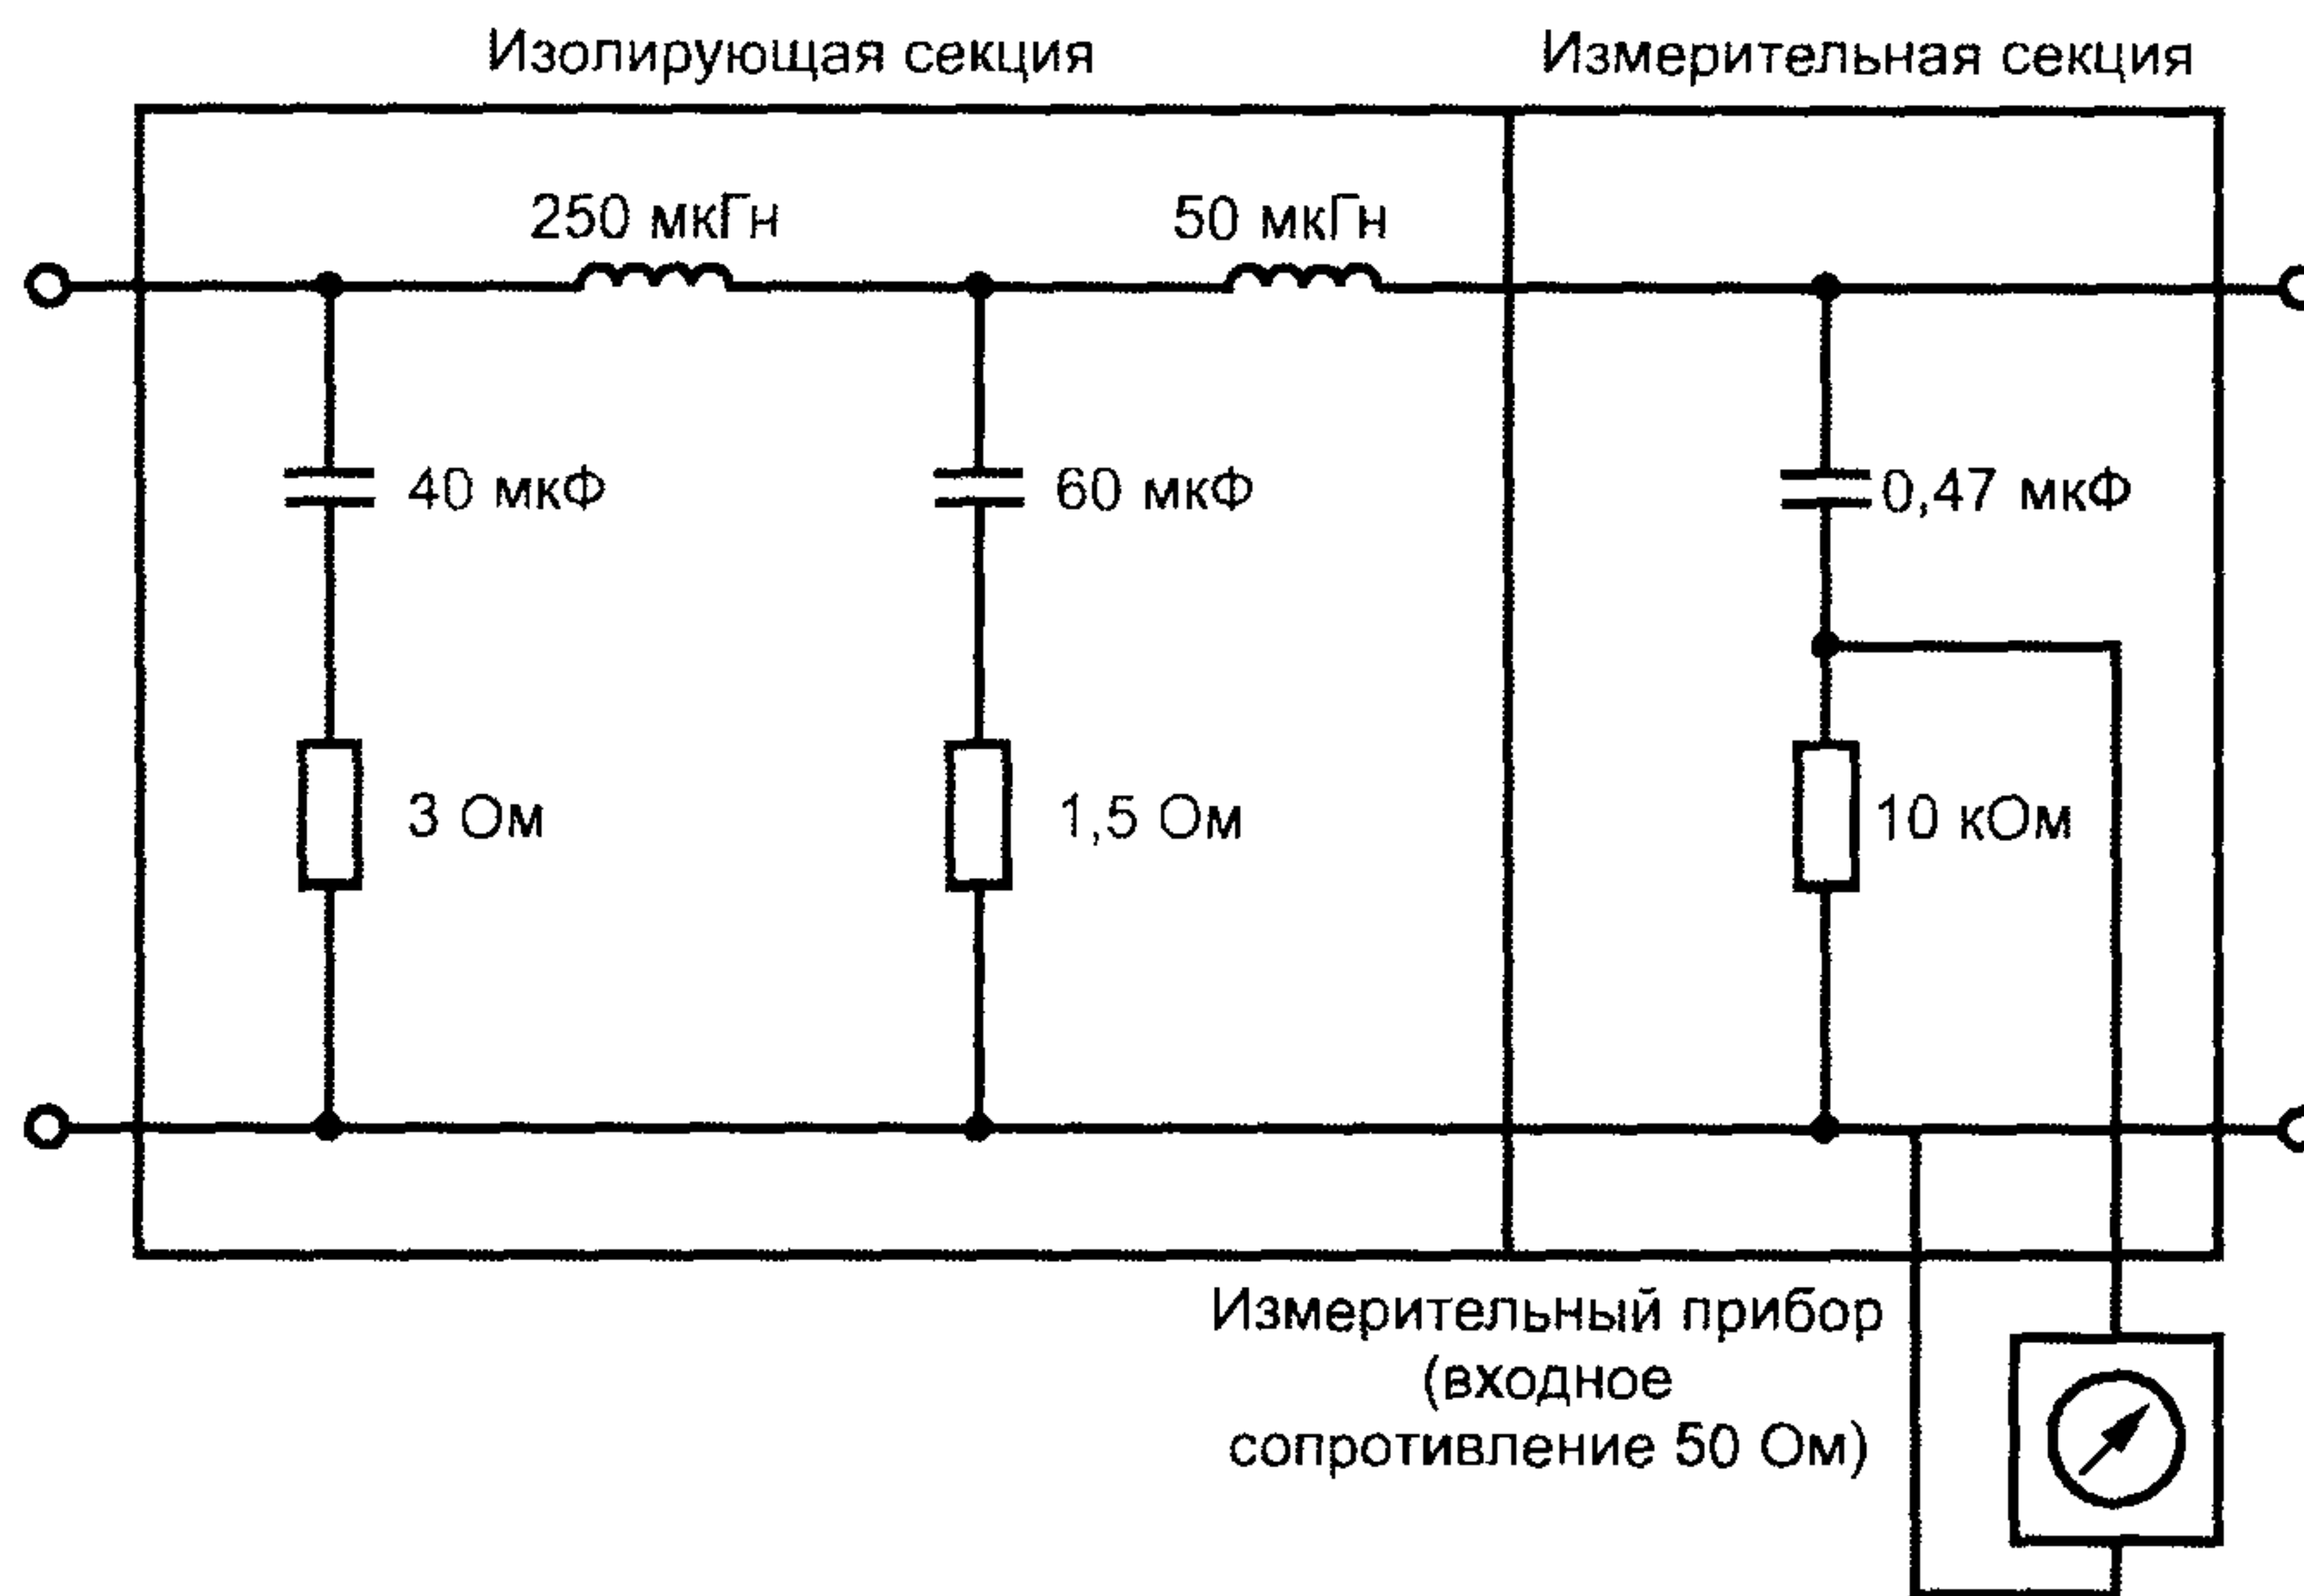 Изолирующая секция
Измерительная секция
250 мкГн
50 мкГн
40 мкФ
60 мкФ
0,47 мкФ
3 Ом
1,5 Ом
10 кОм
Измерительный прибор
(входное
сопротивление 50 Ом)